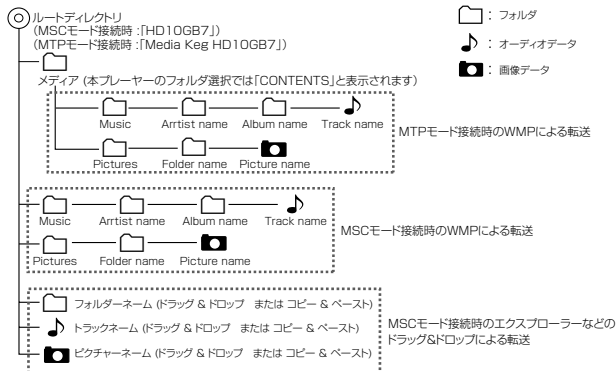 ルートディレクトリ
(MSCモード接続時 :「HD10GB7」)
(MTPモード接続時 :「Media Keg HD10GB7」)
: フォルダ
: オーディオデータ
: 画像データ
メディア (本プレーヤーのフォルダ選択では「CONTENTS」と表示されます)
Music Arrtist name Album name Track name
MTPモード接続時のWMPによる転送
Pictures Folder name Picture name
Music Arrtist name Album name Track name
MSCモード接続時のWMPによる転送
Pictures Folder name Picture name
フォルダーネーム (ドラッグ & ドロップ または コピー & ペースト)
トラックネーム (ドラッグ & ドロップ または コピー & ペースト)
ピクチャーネーム (ドラッグ & ドロップ または コピー & ペースト)
MSCモード接続時のエクスプローラーなどの
ドラッグ&ドロップによる転送